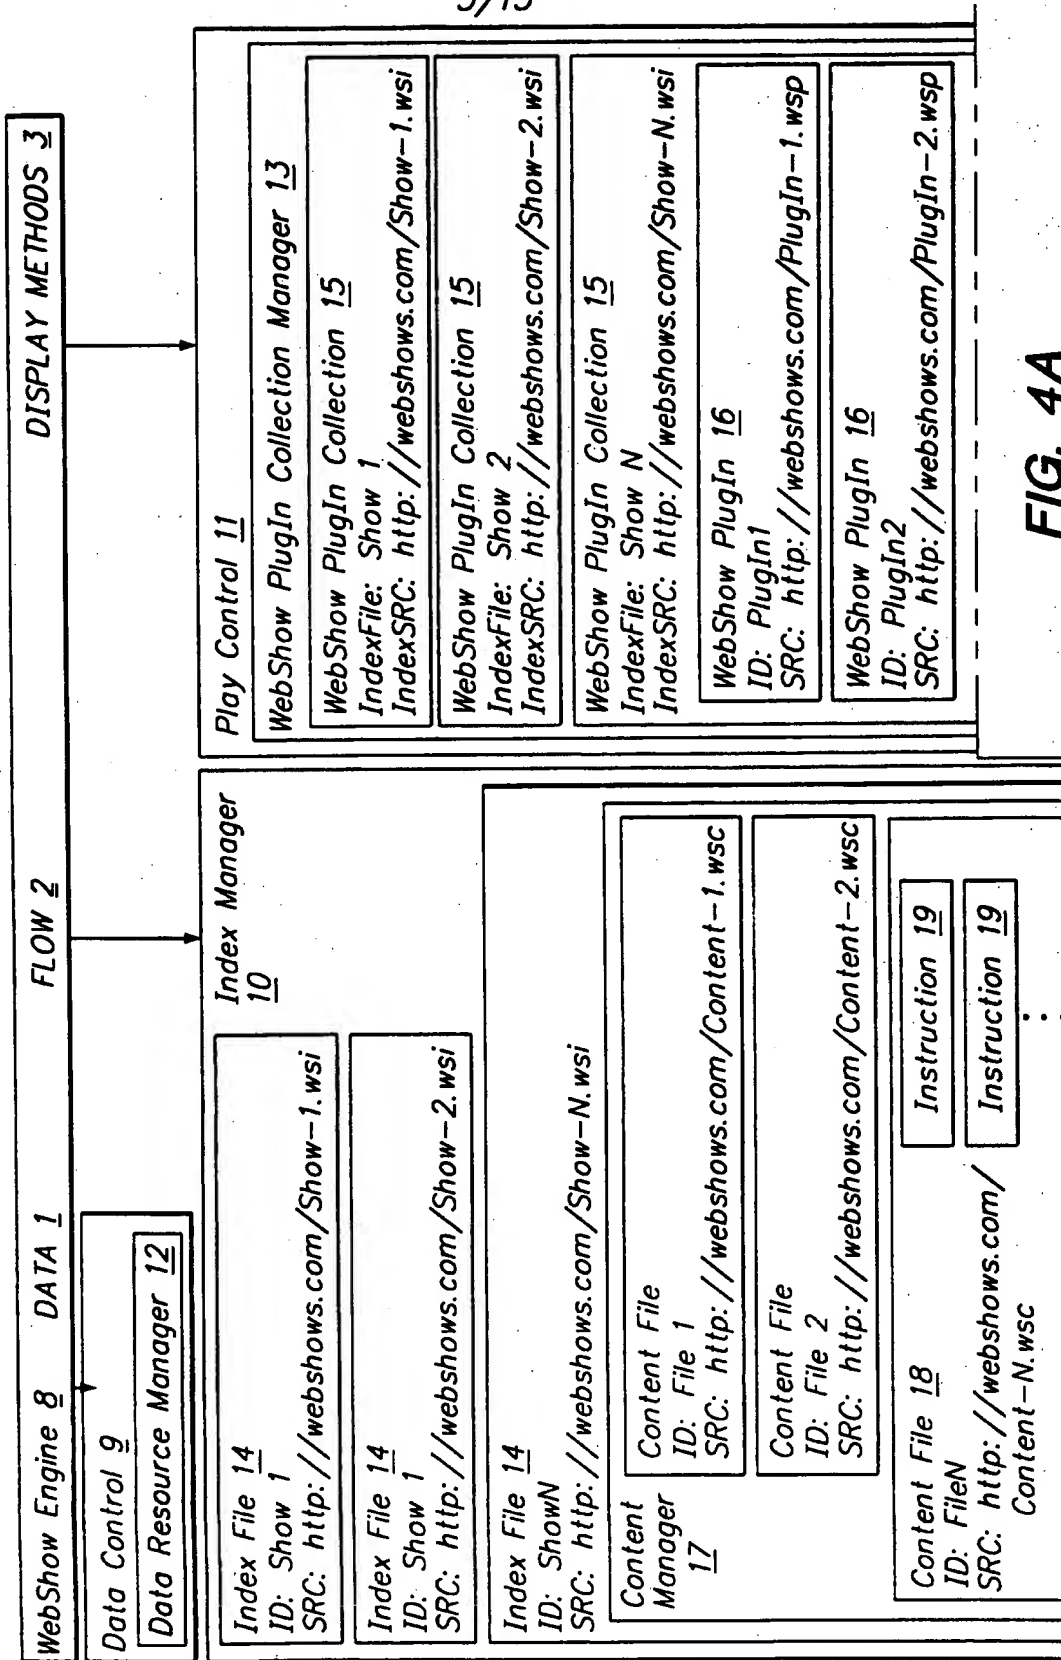 WebShow Engine 8 DATA 1 FLOW 2 DISPLAY METHODS 3
Data Control 9
Data Resource Manager 12
Index Manager
10
Index File 14
ID: Show 1
SRC: http://webshows.com/Show-1.wsi
Index File 14
ID: Show 1
SRC: http://webshows.com/Show-2.wsi
Index File 14
ID: ShowN
SRC: http://webshows.com/Show-N.wsi
Content
Manager
17
Content File
ID: File 1
SRC: http://webshows.com/Content-1.wsc
Content File
ID: File 2
SRC: http://webshows.com/Content-2.wsc
Content File 18
ID: FileN
SRC: http://webshows.com/
Content-N.wsc
Instruction 19
Instruction 19
Play Control 11
WebShow PlugIn Collection Manager 13
WebShow PlugIn Collection 15
IndexFile: Show 1
IndexSRC: http://webshows.com/Show-1.wsi
WebShow PlugIn Collection 15
IndexFile: Show 2
IndexSRC: http://webshows.com/Show-2.wsi
WebShow PlugIn Collection 15
IndexFile: Show N
IndexSRC: http://webshows.com/Show-N.wsi
WebShow PlugIn 16
ID: PlugIn1
SRC: http://webshows.com/PlugIn-1.wsp
WebShow PlugIn 16
ID: PlugIn2
SRC: http://webshows.com/PlugIn-2.wsp
FIG. 4A